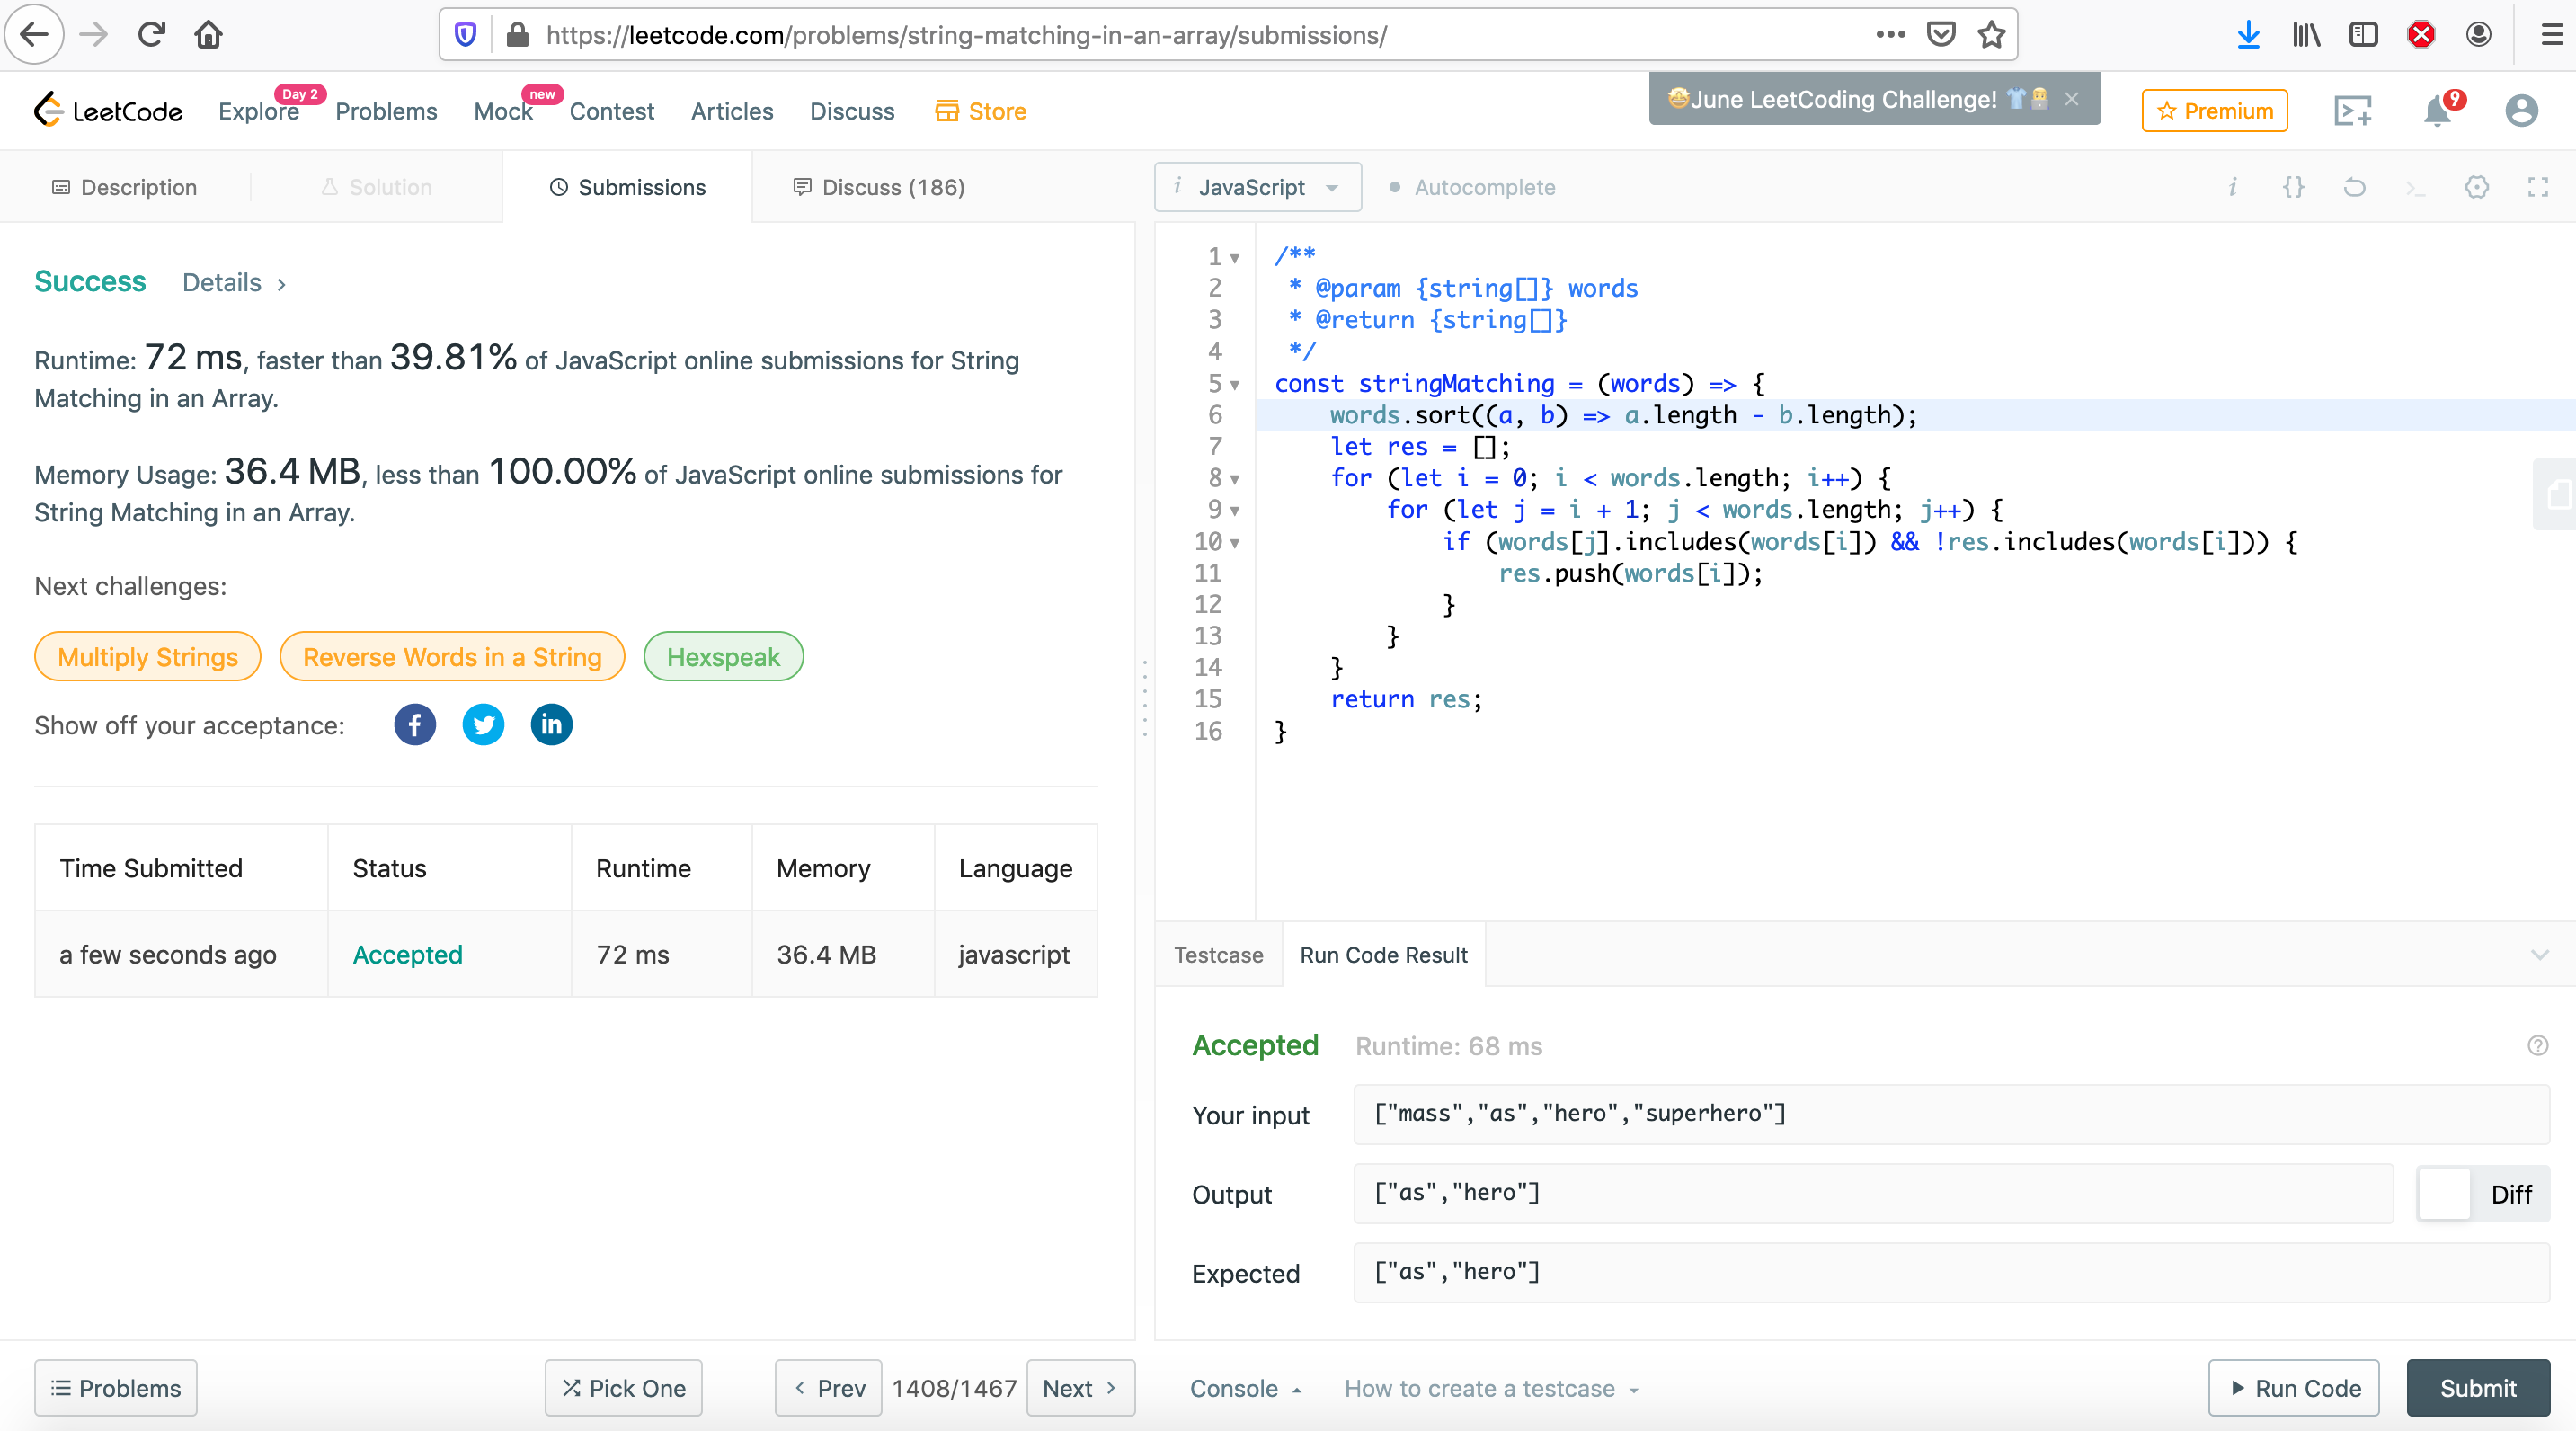 https://leetcode.com/problems/string-matching-in-an-array/submissions/
LeetCode Explore Day 2 Problems Mock new Contest Articles Discuss Store June LeetCoding Challenge! Premium 9
Description Solution Submissions Discuss (186)
Success Details
Runtime: 72 ms, faster than 39.81% of JavaScript online submissions for String
Matching in an Array.
Memory Usage: 36.4 MB, less than 100.00% of JavaScript online submissions for
String Matching in an Array.
Next challenges:
Multiply Strings Reverse Words in a String Hexspeak
Show off your acceptance:
Time Submitted Status Runtime Memory Language
a few seconds ago Accepted 72 ms 36.4 MB javascript
JavaScript Autocomplete
1 /**
2  * @param {string[]} words
3  * @return {string[]}
4  */
5 const stringMatching = (words) => {
6     words.sort((a, b) => a.length - b.length);
7     let res = [];
8     for (let i = 0; i < words.length; i++) {
9         for (let j = i + 1; j < words.length; j++) {
10             if (words[j].includes(words[i]) && !res.includes(words[i])) {
11                 res.push(words[i]);
12             }
13         }
14     }
15     return res;
16 }
Testcase Run Code Result
Accepted Runtime: 68 ms
Your input ["mass","as","hero","superhero"]
Output ["as","hero"] Diff
Expected ["as","hero"]
Problems Pick One Prev 1408/1467 Next Console How to create a testcase Run Code Submit